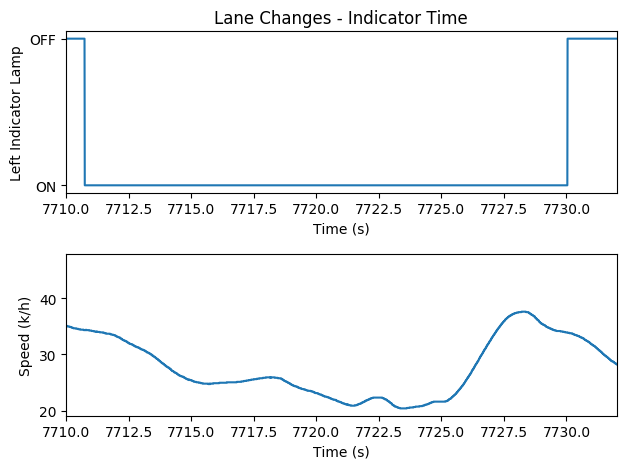 Lane Changes - Indicator Time
Left Indicator Lamp
OFF
ON
7710.0 7712.5 7715.0 7717.5 7720.0 7722.5 7725.0 7727.5 7730.0
Time (s)
Speed (k/h)
40
30
20
7710.0 7712.5 7715.0 7717.5 7720.0 7722.5 7725.0 7727.5 7730.0
Time (s)